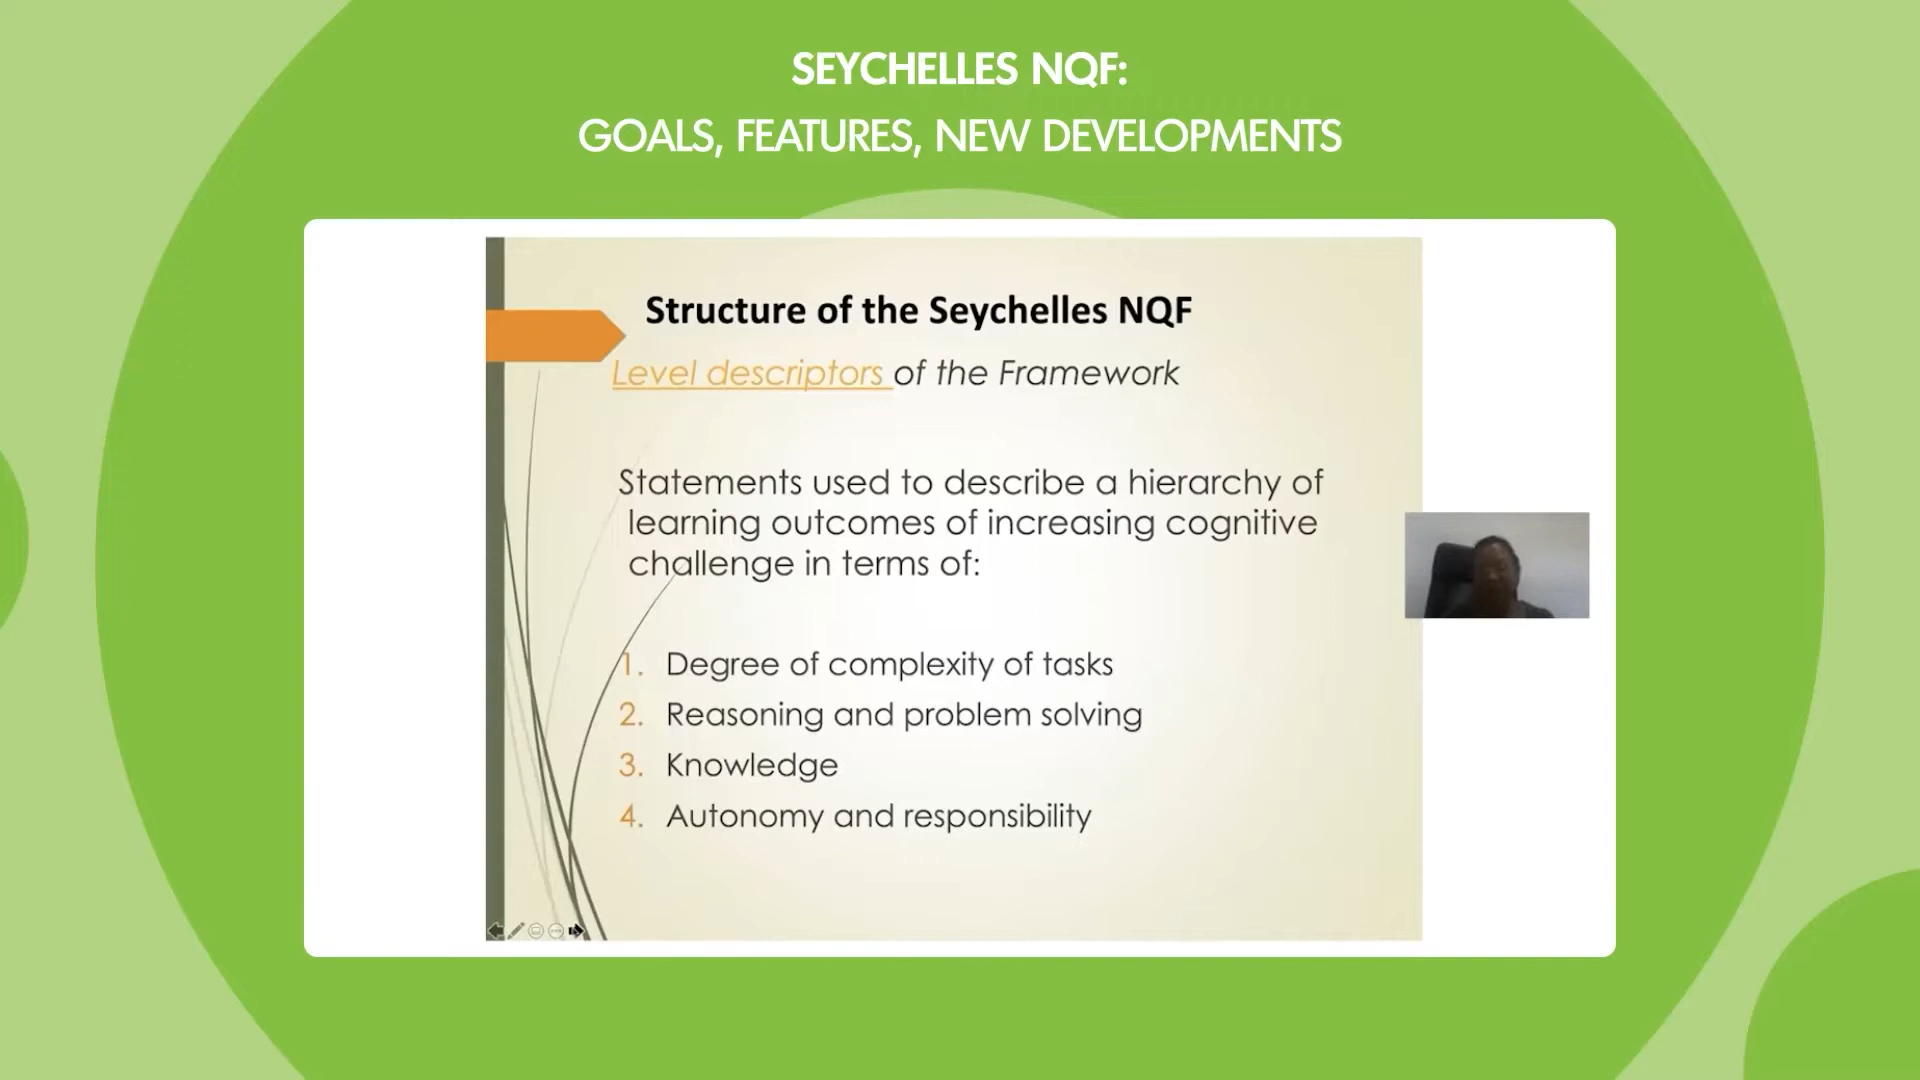 SEYCHELLES NQF:
GOALS, FEATURES, NEW DEVELOPMENTS
Structure of the Seychelles NQF
Level descriptors of the Framework
Statements used to describe a hierarchy of
learning outcomes of increasing cognitive
challenge in terms of:
1. Degree of complexity of tasks
2. Reasoning and problem solving
3. Knowledge
4. Autonomy and responsibility